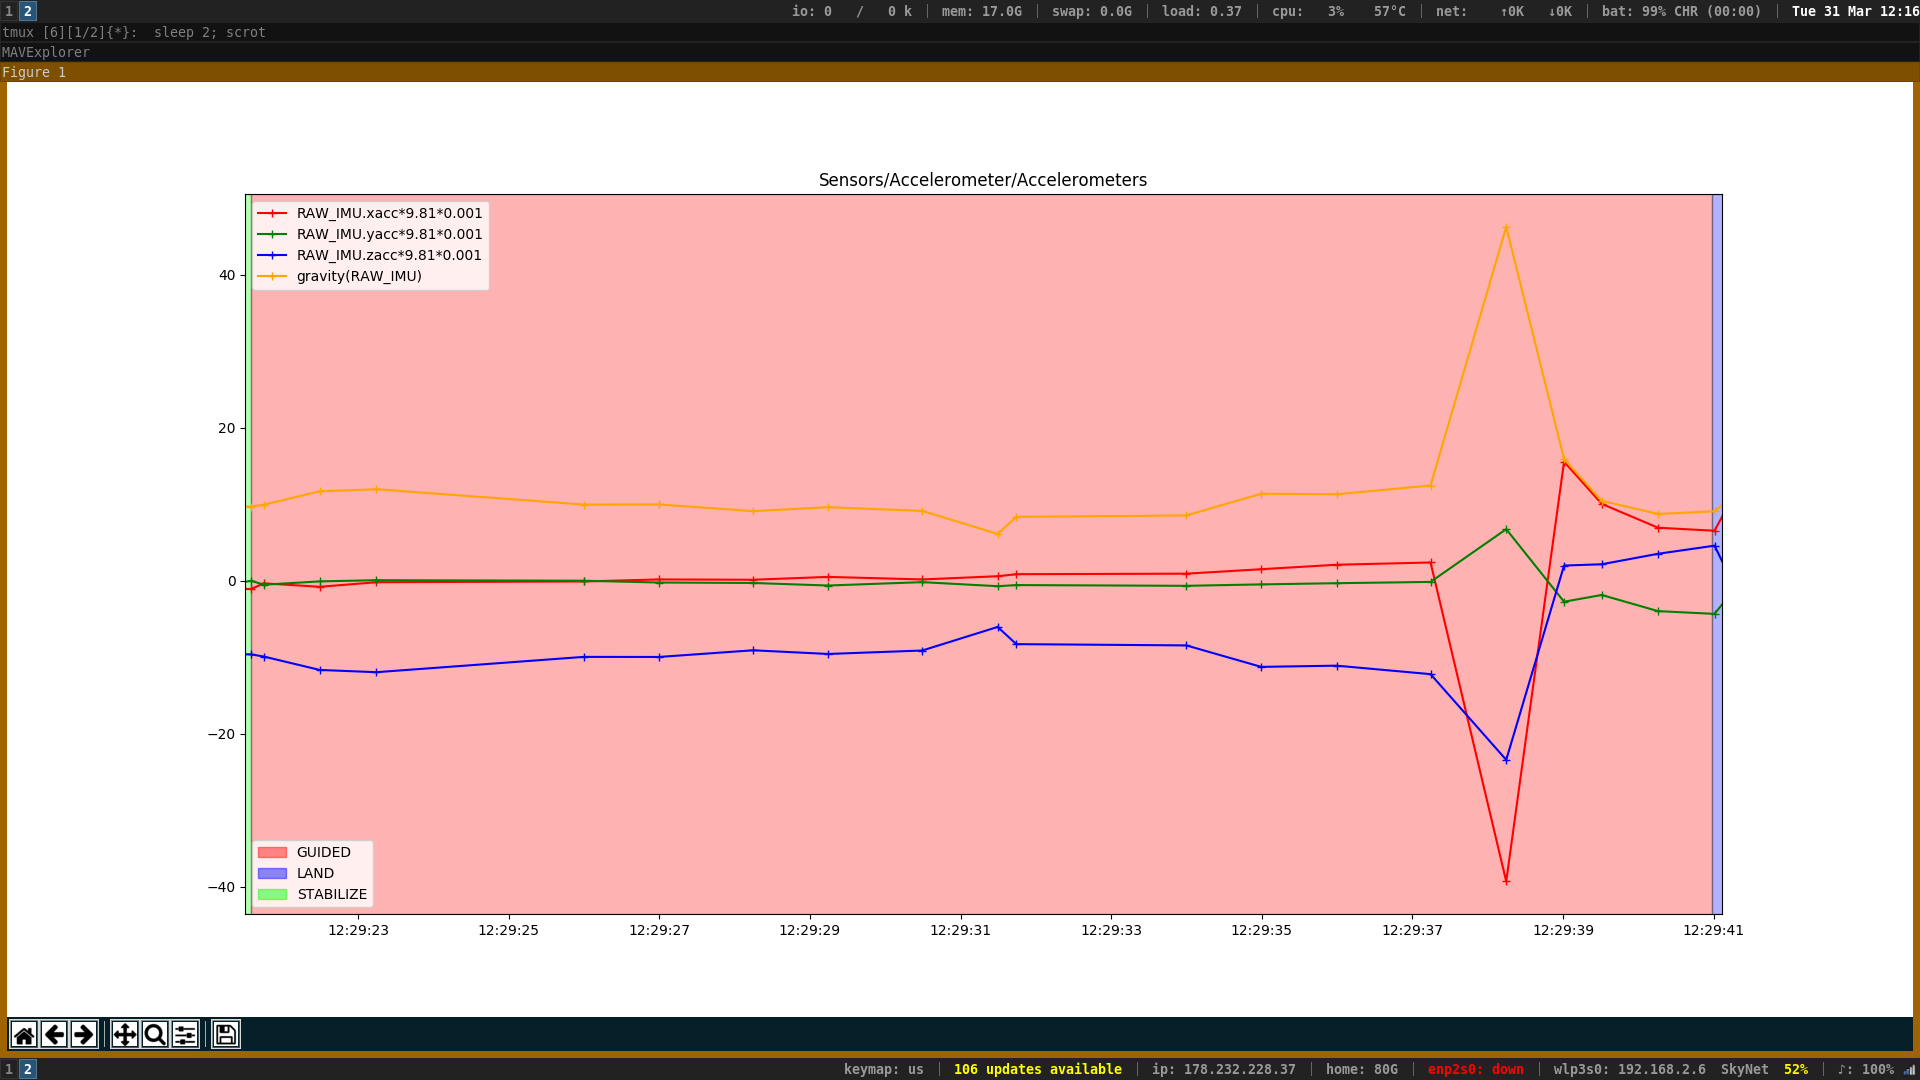 1 2 io: 0 / 0 k | mem: 17.0G | swap: 0.0G | load: 0.37 | cpu: 3% 57°C | net: ↑0K ↓0K | bat: 99% CHR (00:00) | Tue 31 Mar 12:16
tmux [6][1/2]{*}: sleep 2; scrot
MAVExplorer
Figure 1
Sensors/Accelerometer/Accelerometers
RAW_IMU.xacc*9.81*0.001
RAW_IMU.yacc*9.81*0.001
RAW_IMU.zacc*9.81*0.001
gravity(RAW_IMU)
40
20
0
−20
−40
GUIDED
LAND
STABILIZE
12:29:23 12:29:25 12:29:27 12:29:29 12:29:31 12:29:33 12:29:35 12:29:37 12:29:39 12:29:41
1 2 keymap: us | 106 updates available | ip: 178.232.228.37 | home: 80G | enp2s0: down | wlp3s0: 192.168.2.6 SkyNet 52% | ♪: 100%